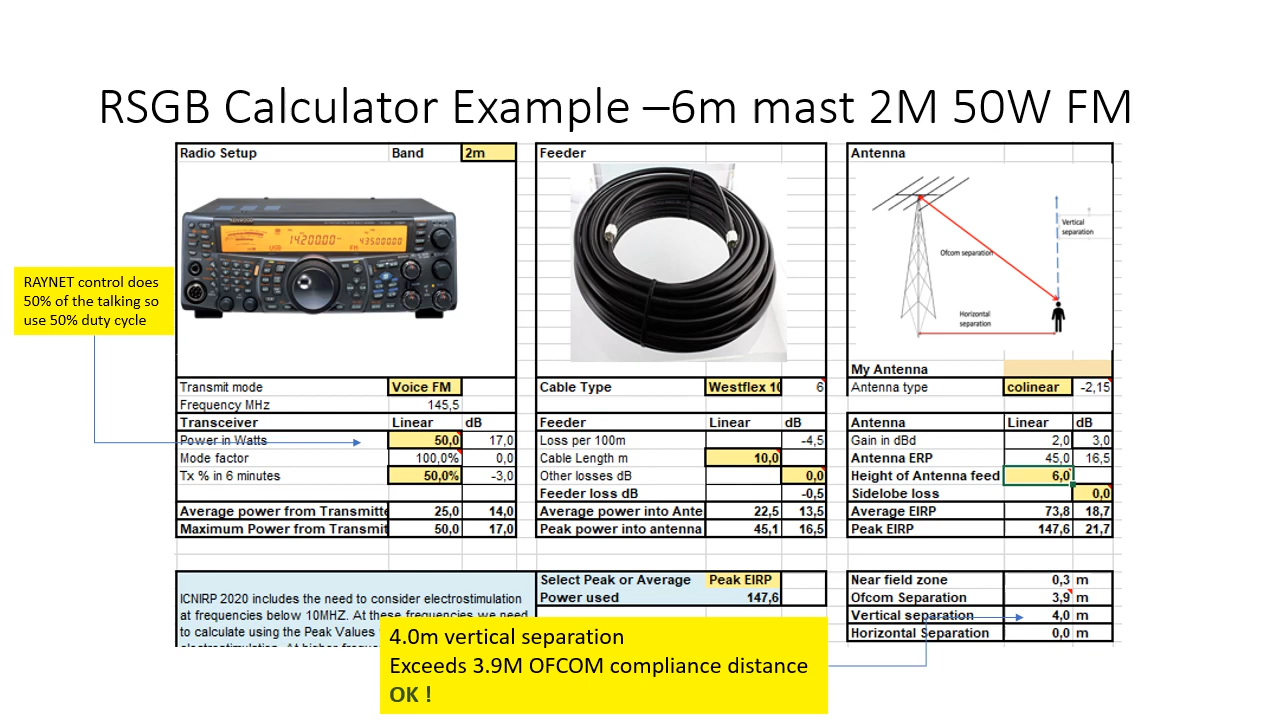 RSGB Calculator Example –6m mast 2M 50W FM
Radio Setup Band 2m
KENWOOD
14.200.00
435.000.00
RAYNET control does
50% of the talking so
use 50% duty cycle
Transmit mode Voice FM
Frequency MHz 145,5
Transceiver Linear dB
Power in Watts 50,0 17,0
Mode factor 100,0% 0,0
Tx % in 6 minutes 50,0% -3,0
Average power from Transmitte 25,0 14,0
Maximum Power from Transmit 50,0 17,0
Feeder
Cable Type Westflex 10 6
Feeder Linear dB
Loss per 100m -4,5
Cable Length m 10,0
Other losses dB 0,0
Feeder loss dB -0,5
Average power into Ante 22,5 13,5
Peak power into antenna 45,1 16,5
Antenna
Vertical
separation
Ofcom separation
Horizontal
separation
My Antenna
Antenna type colinear -2,15
Antenna Linear dB
Gain in dBd 2,0 3,0
Antenna ERP 45,0 16,5
Height of Antenna feed 6,0
Sidelobe loss 0,0
Average EIRP 73,8 18,7
Peak EIRP 147,6 21,7
ICNIRP 2020 includes the need to consider electrostimulation
at frequencies below 10MHZ. At these frequencies we need
to calculate using the Peak Values
Select Peak or Average Peak EIRP
Power used 147,6
Near field zone 0,3 m
Ofcom Separation 3,9 m
Vertical separation 4,0 m
Horizontal Separation 0,0 m
4.0m vertical separation
Exceeds 3.9M OFCOM compliance distance
OK !